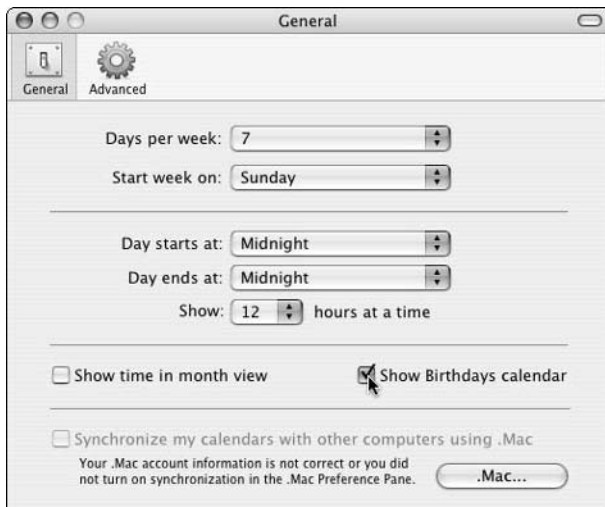 General
General Advanced
Days per week: 7
Start week on: Sunday
Day starts at: Midnight
Day ends at: Midnight
Show: 12 hours at a time
Show time in month view Show Birthdays calendar
Synchronize my calendars with other computers using .Mac
Your .Mac account information is not correct or you did
not turn on synchronization in the .Mac Preference Pane.
.Mac...